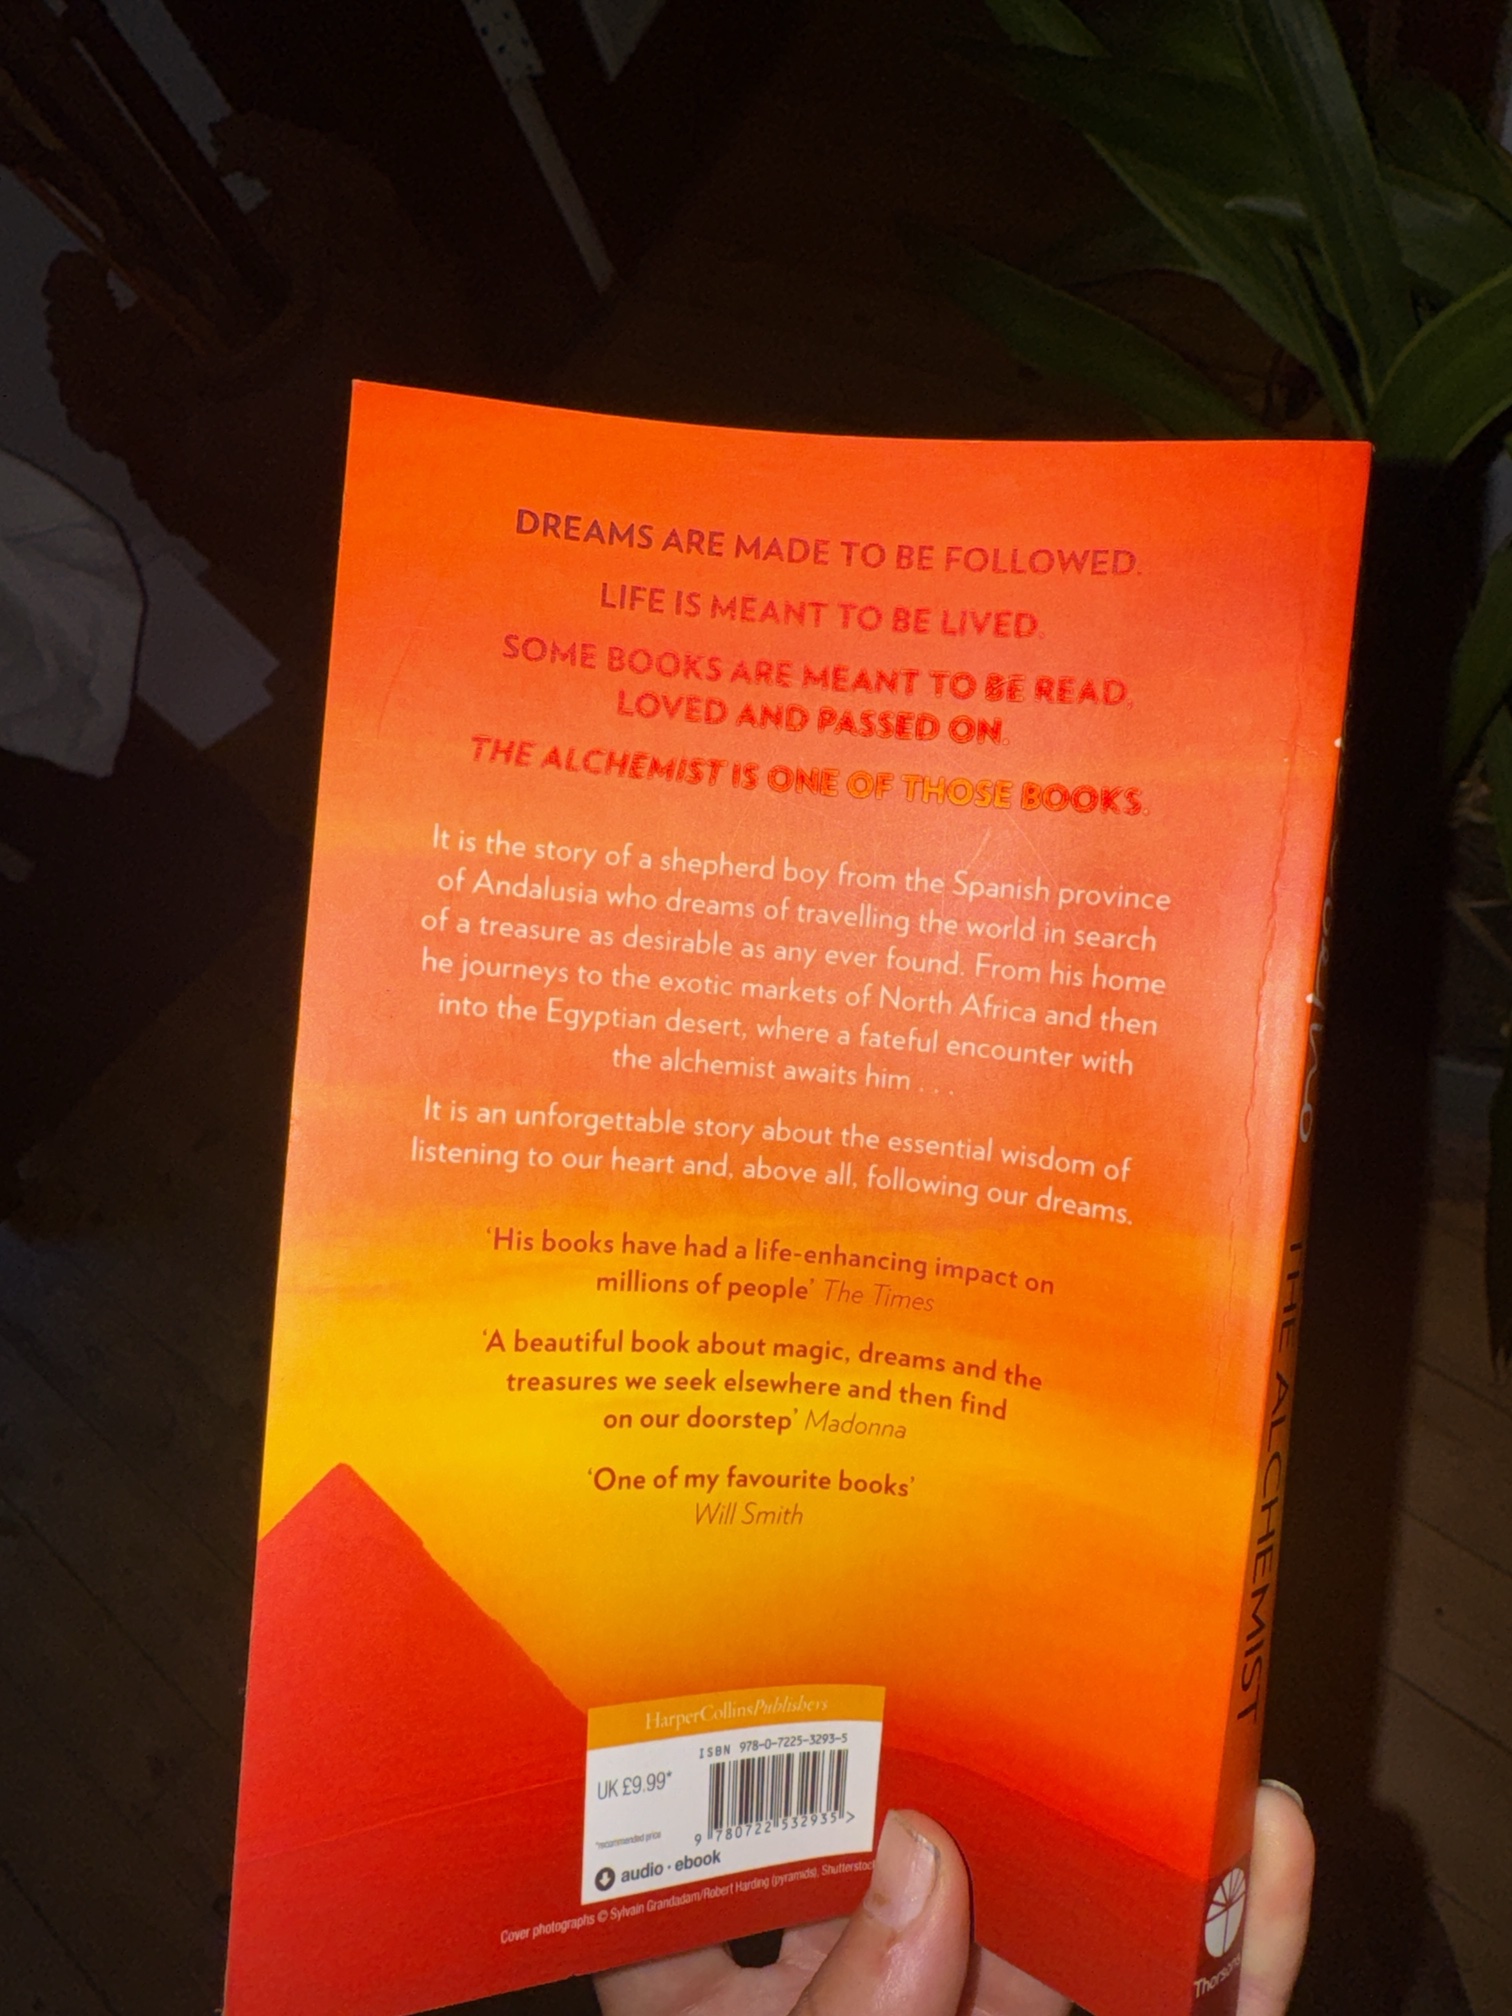 DREAMS ARE MADE TO BE FOLLOWED.
LIFE IS MEANT TO BE LIVED.
SOME BOOKS ARE MEANT TO BE READ,
LOVED AND PASSED ON.
THE ALCHEMIST IS ONE OF THOSE BOOKS.
It is the story of a shepherd boy from the Spanish province
of Andalusia who dreams of travelling the world in search
of a treasure as desirable as any ever found. From his home
he journeys to the exotic markets of North Africa and then
into the Egyptian desert, where a fateful encounter with
the alchemist awaits him . . .
It is an unforgettable story about the essential wisdom of
listening to our heart and, above all, following our dreams.
‘His books have had a life-enhancing impact on
millions of people’ The Times
‘A beautiful book about magic, dreams and the
treasures we seek elsewhere and then find
on our doorstep’ Madonna
‘One of my favourite books’
Will Smith
HarperCollinsPublishers
ISBN 978-0-7225-3293-5
UK £9.99*
9 780722 532935 >
*recommended price
audio · ebook
Cover photographs © Sylvain Grandadam/Robert Harding (pyramids), Shutterstock
THE ALCHEMIST